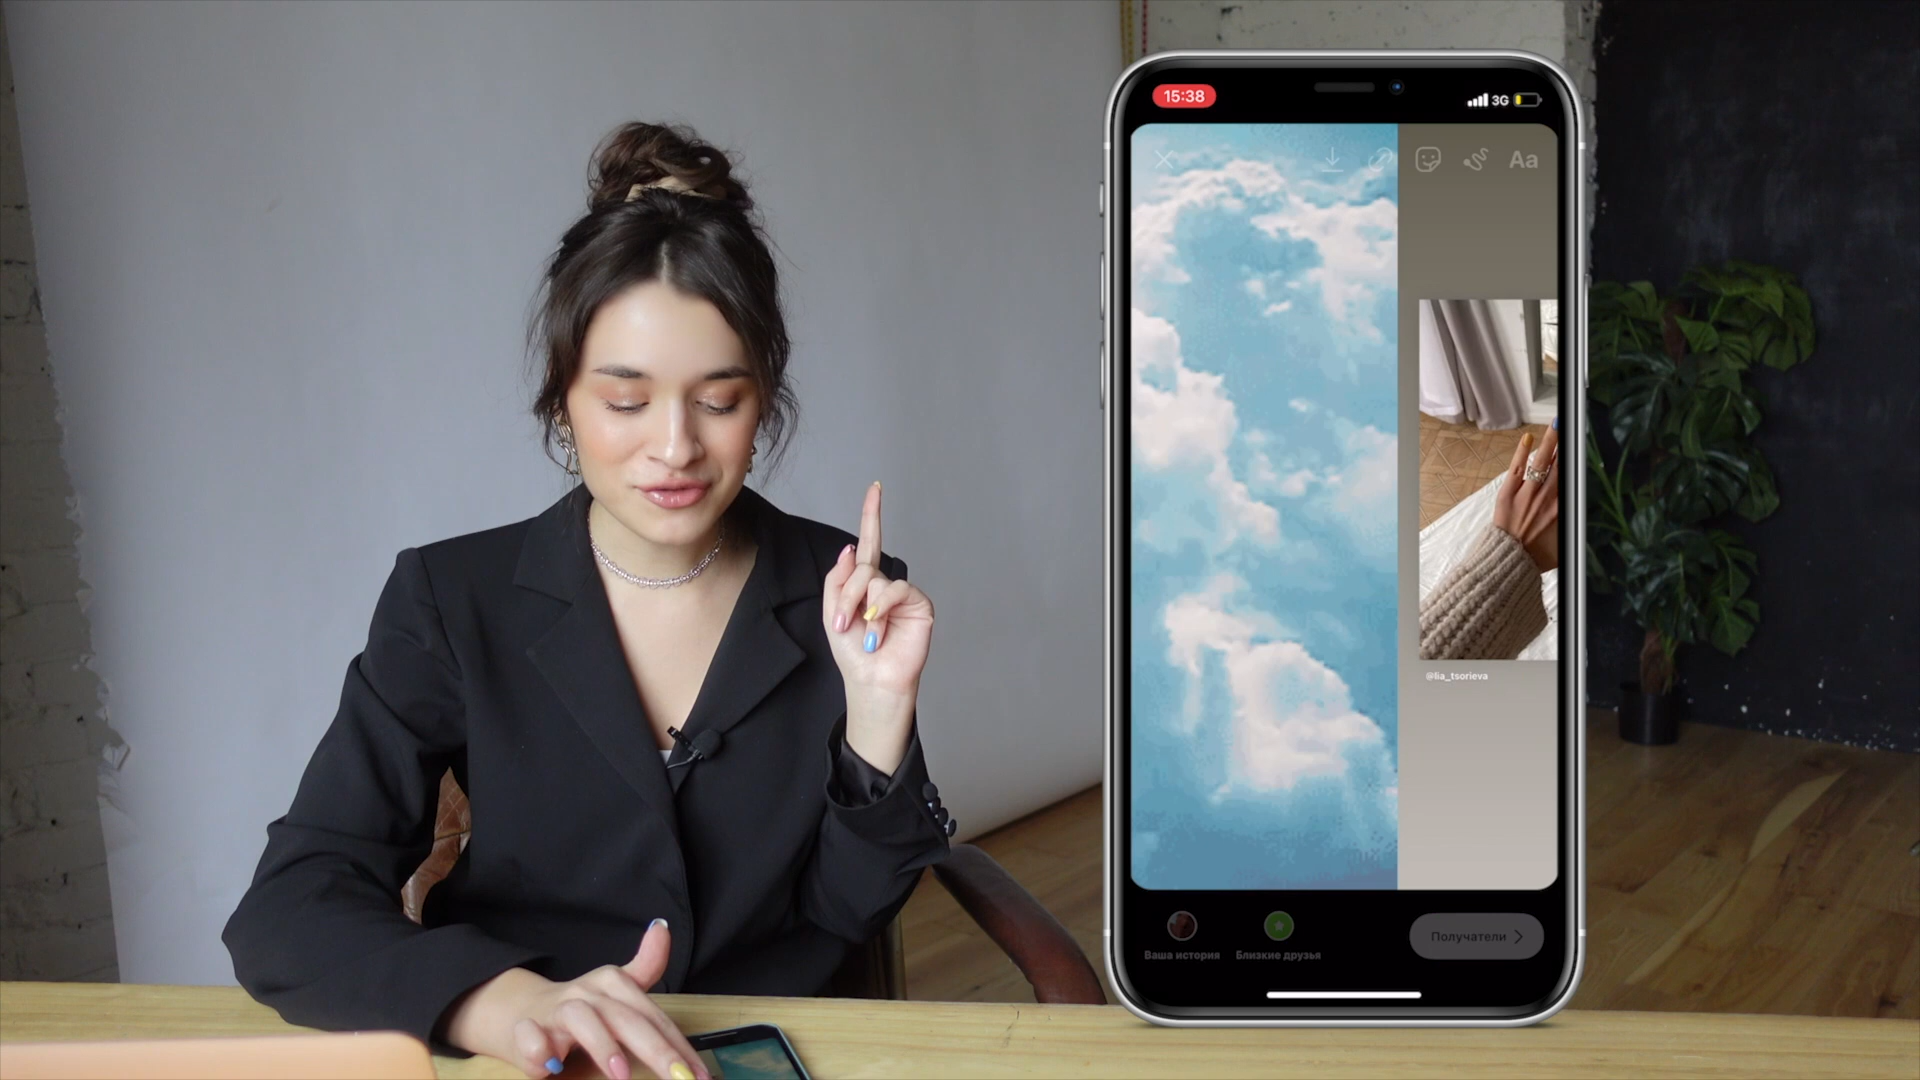 15:38
3G
Aa
@lia_tsorieva
Ваша история
Близкие друзья
Получатели